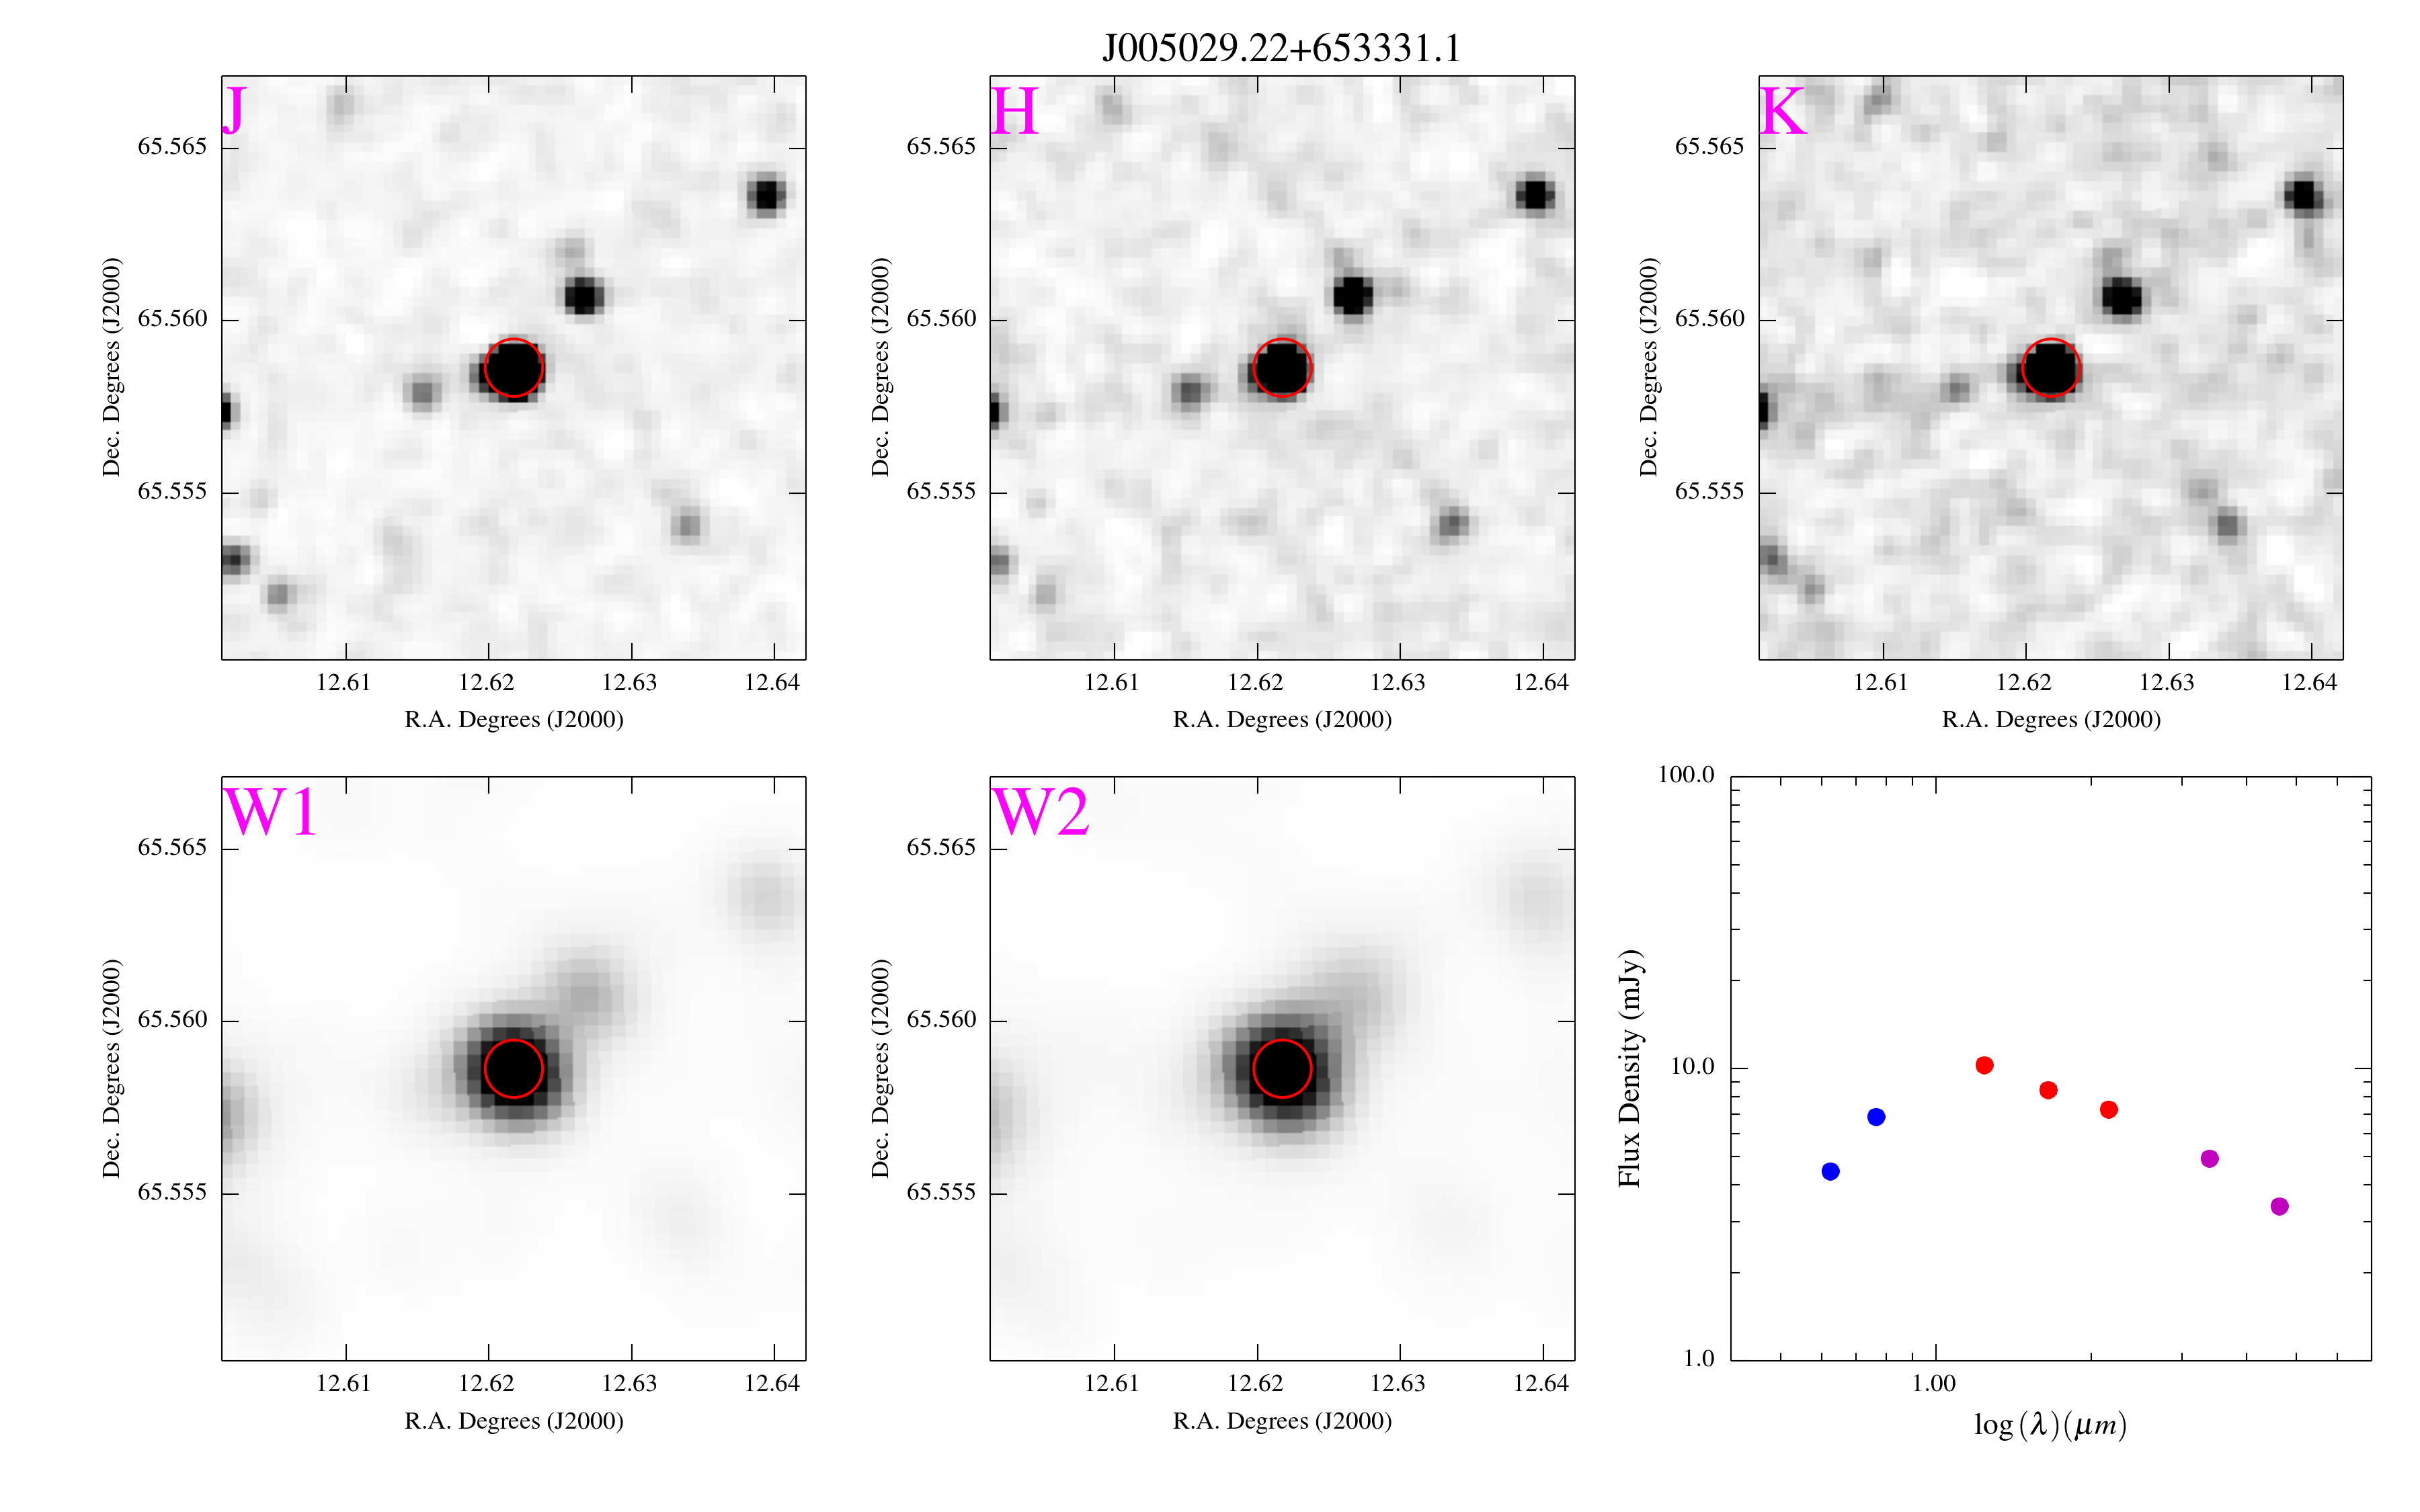 J005029.22+653331.1
J
65.565
65.560
65.555
Dec. Degrees (J2000)
12.61 12.62 12.63 12.64
R.A. Degrees (J2000)
H
65.565
65.560
65.555
Dec. Degrees (J2000)
12.61 12.62 12.63 12.64
R.A. Degrees (J2000)
K
65.565
65.560
65.555
Dec. Degrees (J2000)
12.61 12.62 12.63 12.64
R.A. Degrees (J2000)
W1
65.565
65.560
65.555
Dec. Degrees (J2000)
12.61 12.62 12.63 12.64
R.A. Degrees (J2000)
W2
65.565
65.560
65.555
Dec. Degrees (J2000)
12.61 12.62 12.63 12.64
R.A. Degrees (J2000)
100.0
10.0
1.0
Flux Density (mJy)
1.00
log(λ)(μm)